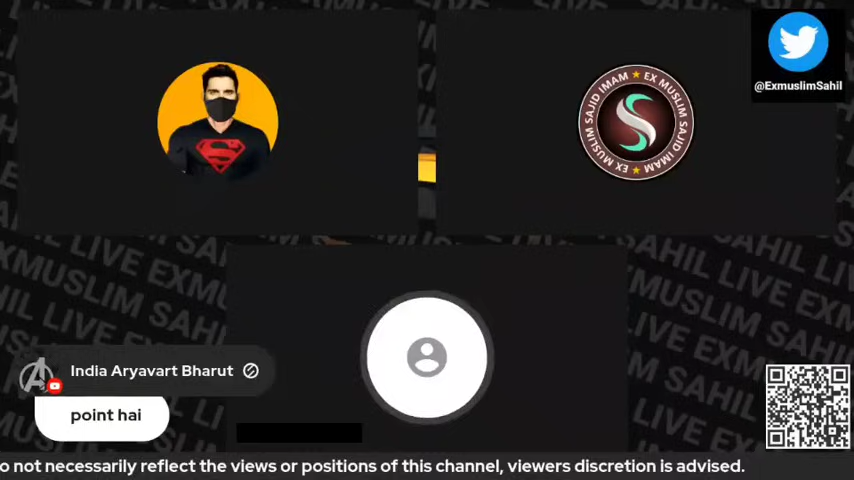 @ExmuslimSahil
EX MUSLIM SAJID IMAM ★ EX MUSLIM SAJID IMAM ★
India Aryavart Bharut
point hai
o not necessarily reflect the views or positions of this channel, viewers discretion is advised.
EXMUSLIM SAHIL LIVE